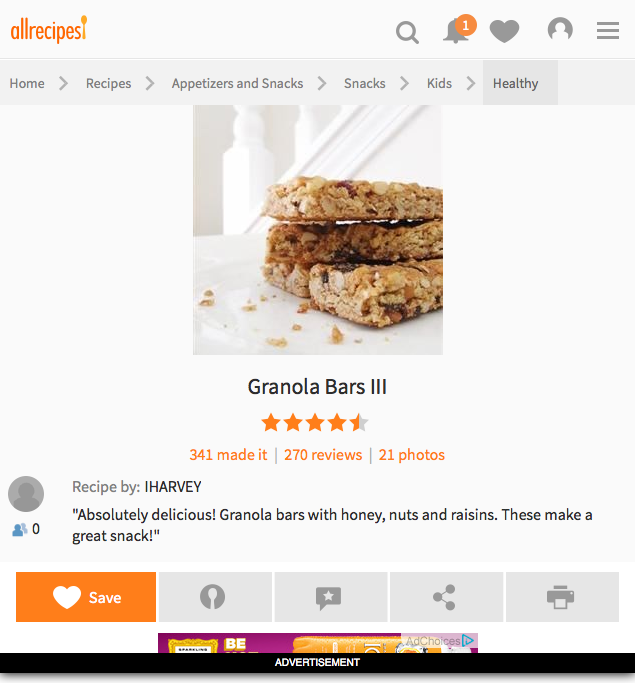 allrecipes
1
Home Recipes Appetizers and Snacks Snacks Kids Healthy
Granola Bars III
341 made it | 270 reviews | 21 photos
Recipe by: IHARVEY
"Absolutely delicious! Granola bars with honey, nuts and raisins. These make a
great snack!"
0
Save
AdChoices
SPARKLING
BE
ADVERTISEMENT